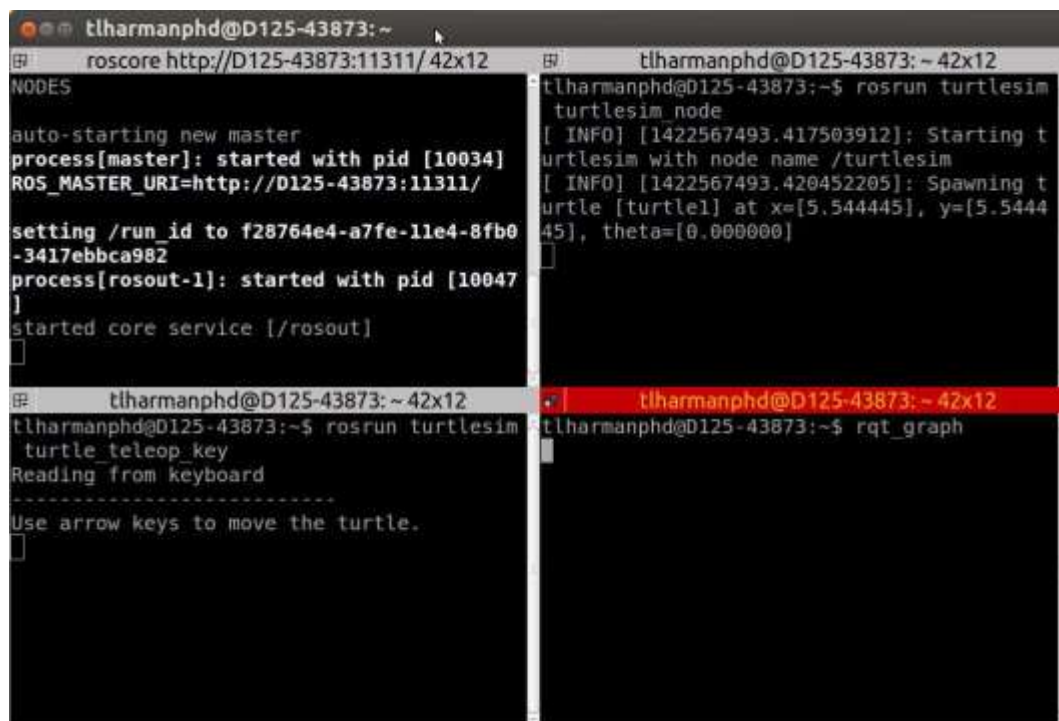 tlharmanphd@D125-43873: ~
roscore http://D125-43873:11311/ 42x12
NODES
auto-starting new master
process[master]: started with pid [10034]
ROS_MASTER_URI=http://D125-43873:11311/
setting /run_id to f28764e4-a7fe-11e4-8fb0
-3417ebbca982
process[rosout-1]: started with pid [10047
]
started core service [/rosout]
tlharmanphd@D125-43873: ~ 42x12
tlharmanphd@D125-43873:~$ rosrun turtlesim
turtlesim_node
[ INFO] [1422567493.417503912]: Starting t
urtlesim with node name /turtlesim
[ INFO] [1422567493.420452205]: Spawning t
urtle [turtle1] at x=[5.544445], y=[5.5444
45], theta=[0.000000]
tlharmanphd@D125-43873: ~ 42x12
tlharmanphd@D125-43873:~$ rosrun turtlesim
turtle_teleop_key
Reading from keyboard
---------------------------
Use arrow keys to move the turtle.
tlharmanphd@D125-43873: ~ 42x12
tlharmanphd@D125-43873:~$ rqt_graph